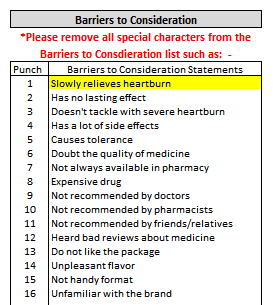 Barriers to Consideration
*Please remove all special characters from the
Barriers to Consdieration list such as: -
Punch Barriers to Consideration Statements
1 Slowly relieves heartburn
2 Has no lasting effect
3 Doesn't tackle with severe heartburn
4 Has a lot of side effects
5 Causes tolerance
6 Doubt the quality of medicine
7 Not always available in pharmacy
8 Expensive drug
9 Not recommended by doctors
10 Not recommended by pharmacists
11 Not recommended by friends/relatives
12 Heard bad reviews about medicine
13 Do not like the package
14 Unpleasant flavor
15 Not handy format
16 Unfamiliar with the brand